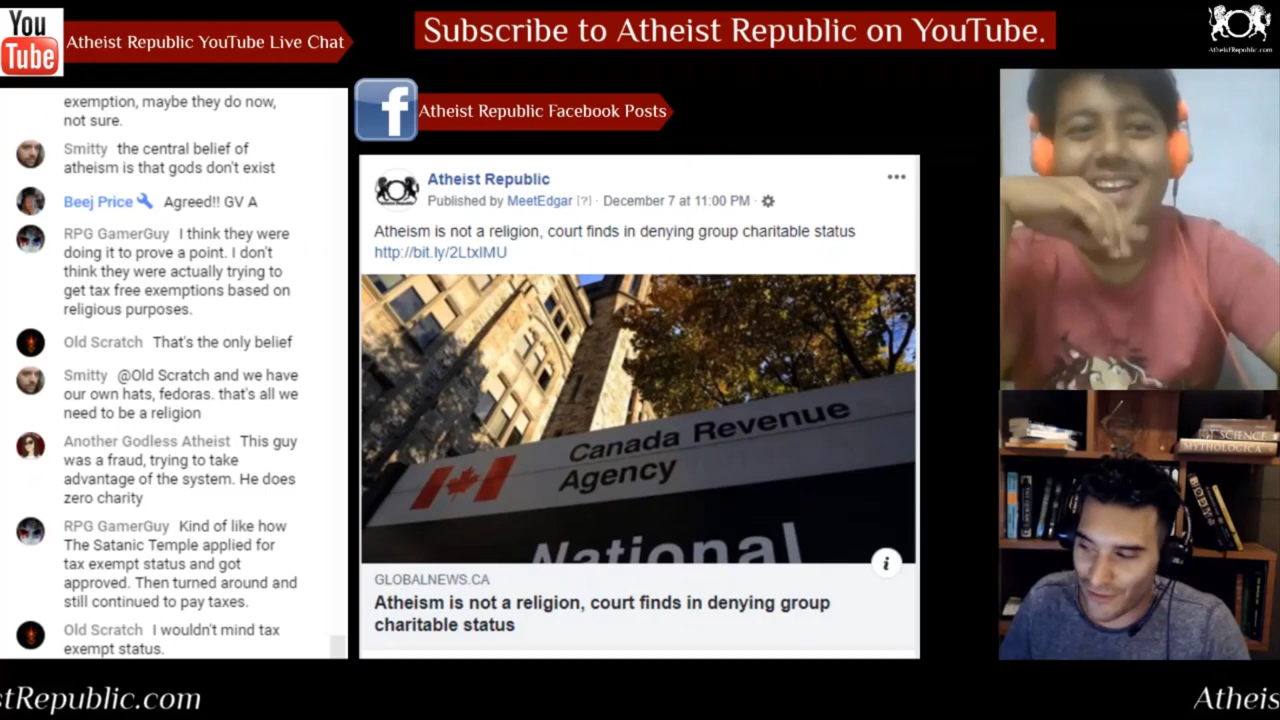 You
Tube
Atheist Republic YouTube Live Chat
Subscribe to Atheist Republic on YouTube.
AtheistRepublic.com
exemption, maybe they do now,
not sure.
Smitty the central belief of
atheism is that gods don't exist
Beej Price Agreed!! GV A
RPG GamerGuy I think they were
doing it to prove a point. I don't
think they were actually trying to
get tax free exemptions based on
religious purposes.
Old Scratch That's the only belief
Smitty @Old Scratch and we have
our own hats, fedoras. that's all we
need to be a religion
Another Godless Atheist This guy
was a fraud, trying to take
advantage of the system. He does
zero charity
RPG GamerGuy Kind of like how
The Satanic Temple applied for
tax exempt status and got
approved. Then turned around and
still continued to pay taxes.
Old Scratch I wouldn't mind tax
exempt status.
f
Atheist Republic Facebook Posts
Atheist Republic
Published by MeetEdgar [?] · December 7 at 11:00 PM ·
Atheism is not a religion, court finds in denying group charitable status
http://bit.ly/2LtxlMU
Canada Revenue
Agency
National
i
GLOBALNEWS.CA
Atheism is not a religion, court finds in denying group
charitable status
SCIENCE
MYTHOLOGICA
stRepublic.com
Atheis